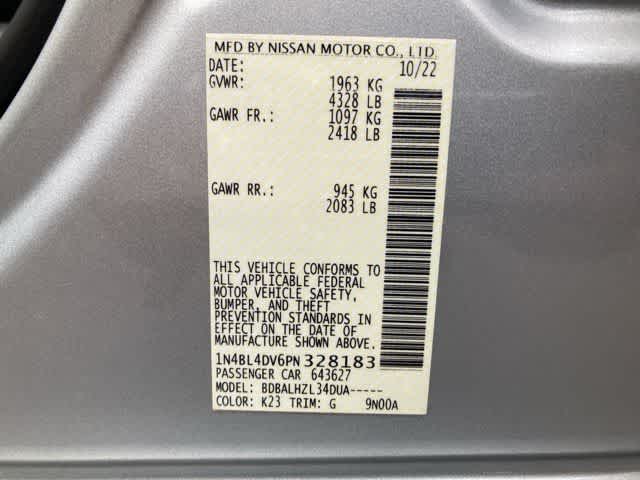 MFD BY NISSAN MOTOR CO., LTD.
DATE: 10/22
GVWR: 1963 KG
4328 LB
GAWR FR.: 1097 KG
2418 LB
GAWR RR.: 945 KG
2083 LB
THIS VEHICLE CONFORMS TO
ALL APPLICABLE FEDERAL
MOTOR VEHICLE SAFETY,
BUMPER, AND THEFT
PREVENTION STANDARDS IN
EFFECT ON THE DATE OF
MANUFACTURE SHOWN ABOVE.
1N4BL4DV6PN 328183
PASSENGER CAR 643627
MODEL: BDBALHZL34DUA-----
COLOR: K23 TRIM: G 9N00A